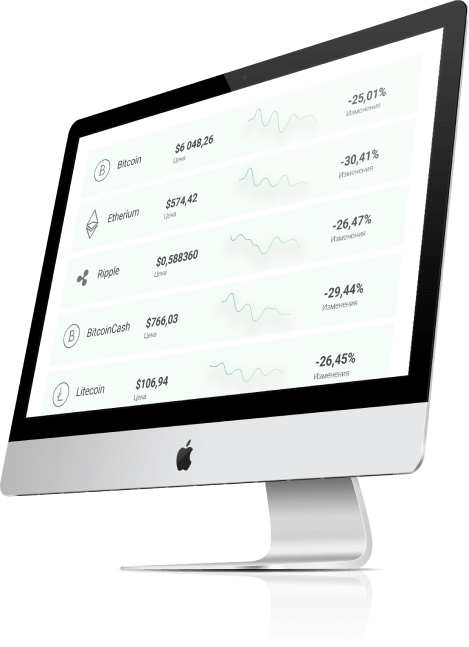 Bitcoin $6 048,26 -25,01%
Цена Изменения
Etherium $574,42 -30,41%
Цена Изменения
Ripple $0,588360 -26,47%
Цена Изменения
BitcoinCash $766,03 -29,44%
Цена Изменения
Litecoin $106,94 -26,45%
Цена Изменения